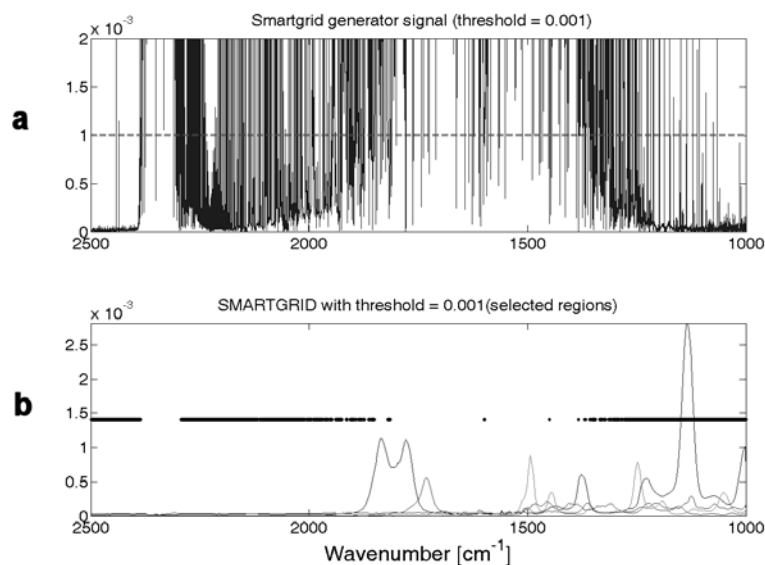 Smartgrid generator signal (threshold = 0.001)
x 10⁻³
2
1.5
a
1
0.5
0
2500 2000 1500 1000
SMARTGRID with threshold = 0.001(selected regions)
x 10⁻³
2.5
2
b
1.5
1
0.5
0
2500 2000 1500 1000
Wavenumber [cm⁻¹]